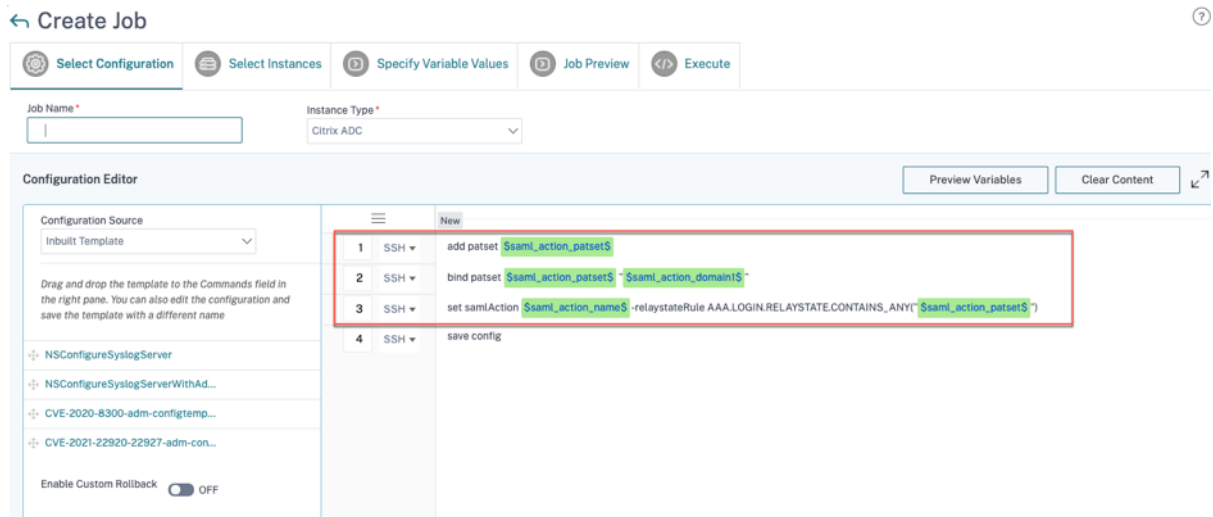 Create Job
?
Select Configuration
Select Instances
Specify Variable Values
Job Preview
Execute
Job Name*
Instance Type*
Citrix ADC
Configuration Editor
Preview Variables
Clear Content
Configuration Source
Inbuilt Template
Drag and drop the template to the Commands field in
the right pane. You can also edit the configuration and
save the template with a different name
NSConfigureSyslogServer
NSConfigureSyslogServerWithAd...
CVE-2020-8300-adm-configtemp...
CVE-2021-22920-22927-adm-con...
Enable Custom Rollback OFF
New
1 SSH add patset $saml_action_patset$
2 SSH bind patset $saml_action_patset$ "$saml_action_domain1$"
3 SSH set samlAction $saml_action_name$ -relaystateRule AAA.LOGIN.RELAYSTATE.CONTAINS_ANY("$saml_action_patset$")
4 SSH save config